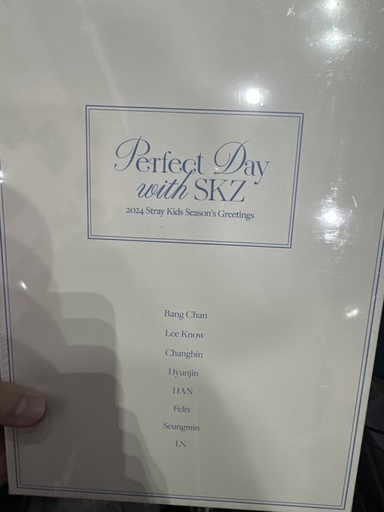 Perfect Day
with SKZ
2024 Stray Kids Season's Greetings
Bang Chan
Lee Know
Changbin
Hyunjin
HAN
Felix
Seungmin
I.N